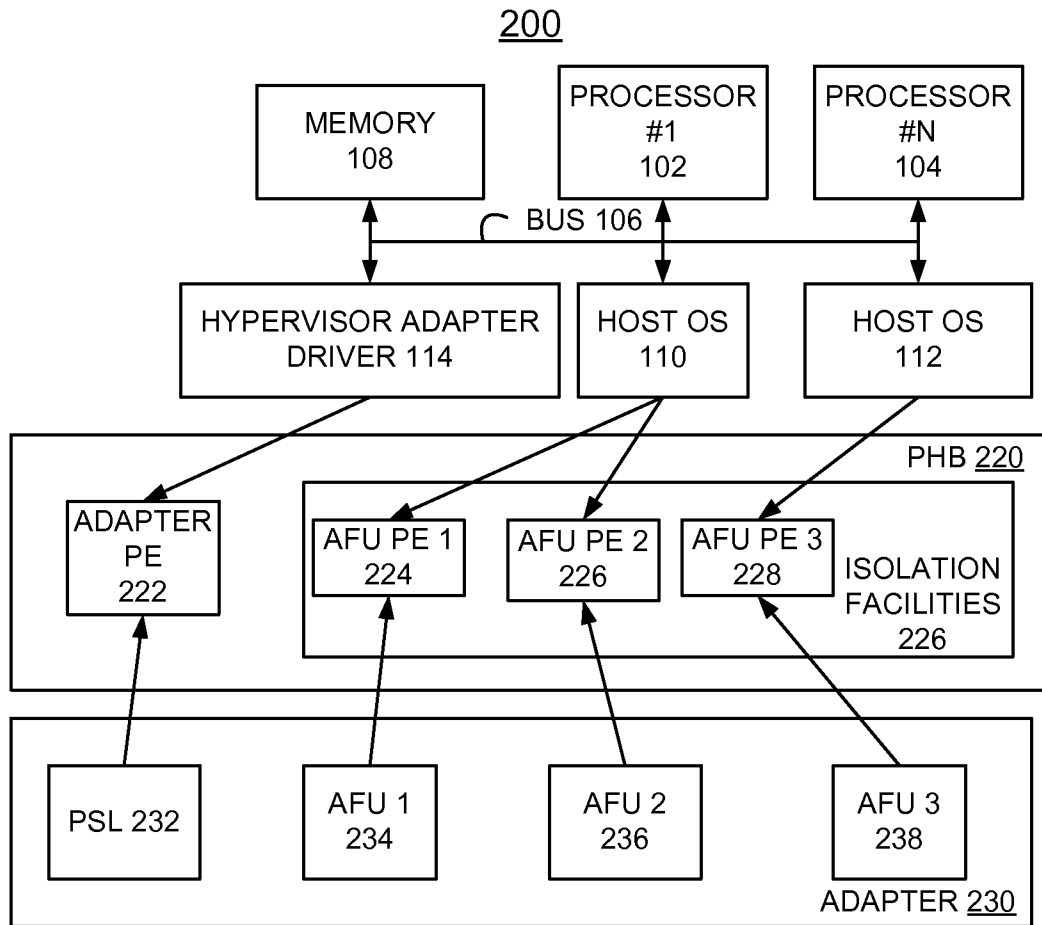 200
MEMORY
108
PROCESSOR
#1
102
PROCESSOR
#N
104
BUS 106
HYPERVISOR ADAPTER
DRIVER 114
HOST OS
110
HOST OS
112
PHB 220
ADAPTER
PE
222
AFU PE 1
224
AFU PE 2
226
AFU PE 3
228
ISOLATION
FACILITIES
226
PSL 232
AFU 1
234
AFU 2
236
AFU 3
238
ADAPTER 230